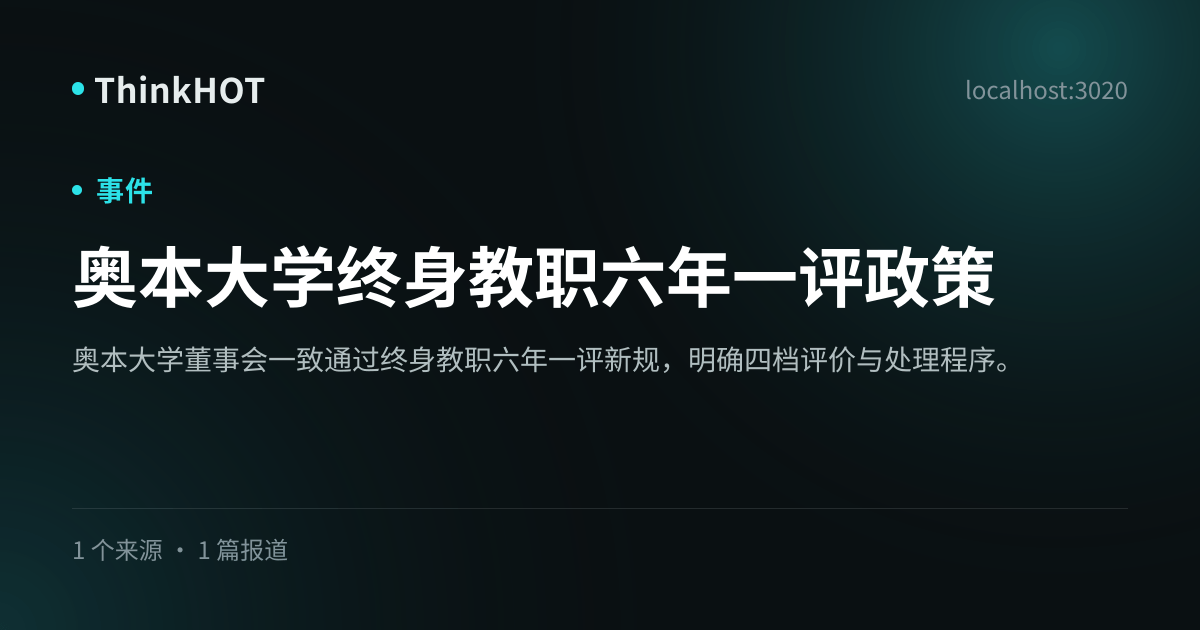 ThinkHOT
localhost:3020
事件
奥本大学终身教职六年一评政策
奥本大学董事会一致通过终身教职六年一评新规，明确四档评价与处理程序。
1 个来源 · 1 篇报道